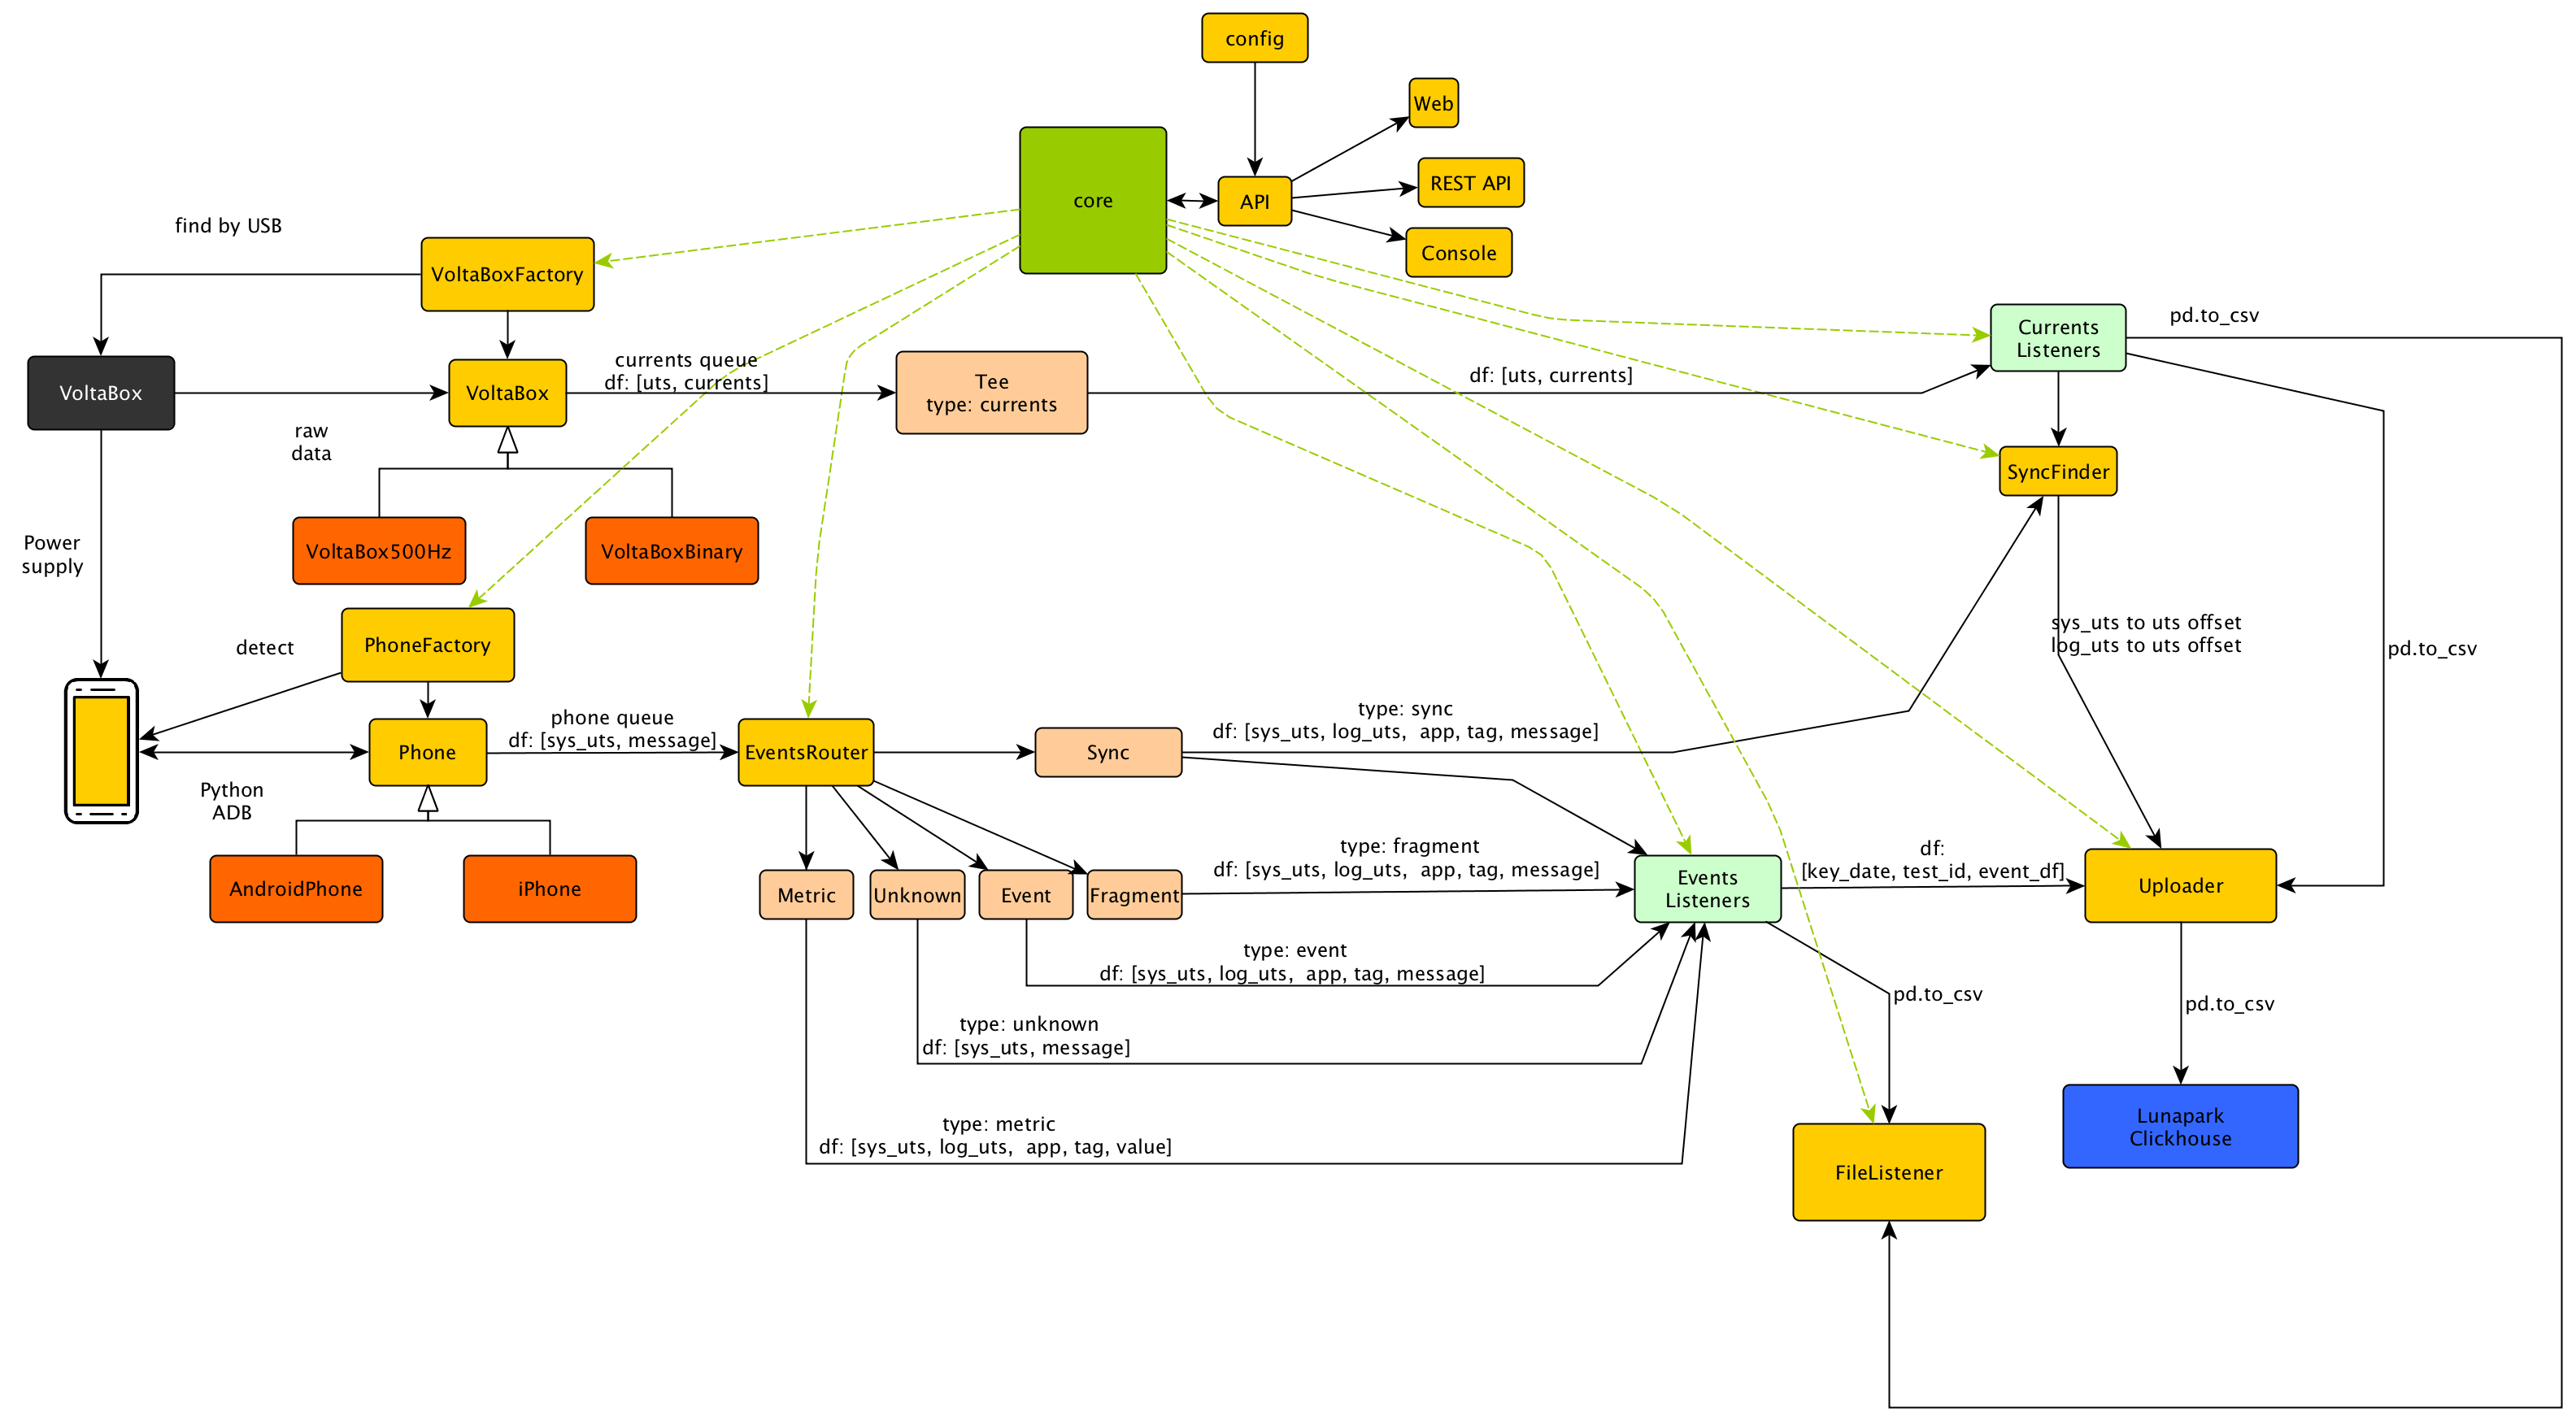 config
Web
core
API
REST API
Console
find by USB
VoltaBoxFactory
Currents
Listeners
pd.to_csv
VoltaBox
VoltaBox
currents queue
df: [uts, currents]
Tee
type: currents
df: [uts, currents]
raw
data
SyncFinder
VoltaBox500Hz
VoltaBoxBinary
Power
supply
PhoneFactory
detect
sys_uts to uts offset
log_uts to uts offset
pd.to_csv
Phone
phone queue
df: [sys_uts, message]
EventsRouter
Sync
type: sync
df: [sys_uts, log_uts,  app, tag, message]
Python
ADB
AndroidPhone
iPhone
Metric
Unknown
Event
Fragment
type: fragment
df: [sys_uts, log_uts,  app, tag, message]
Events
Listeners
df:
[key_date, test_id, event_df]
Uploader
type: event
df: [sys_uts, log_uts,  app, tag, message]
pd.to_csv
pd.to_csv
type: unknown
df: [sys_uts, message]
type: metric
df: [sys_uts, log_uts,  app, tag, value]
Lunapark
Clickhouse
FileListener